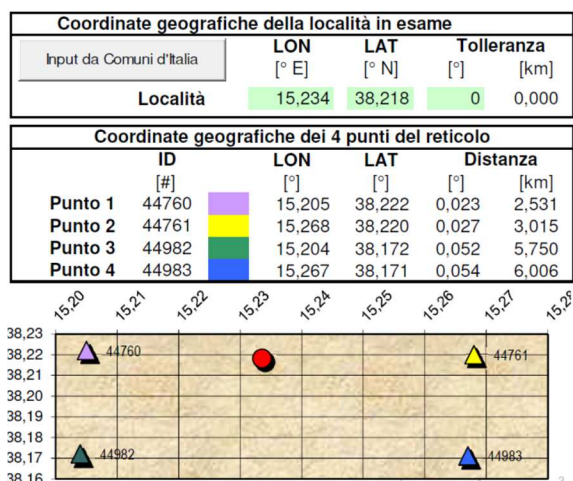 Coordinate geografiche della località in esame
Input da Comuni d'Italia
LON LAT Tolleranza
[° E] [° N] [°] [km]
Località 15,234 38,218 0 0,000
Coordinate geografiche dei 4 punti del reticolo
ID LON LAT Distanza
[#] [°] [°] [°] [km]
Punto 1 44760 15,205 38,222 0,023 2,531
Punto 2 44761 15,268 38,220 0,027 3,015
Punto 3 44982 15,204 38,172 0,052 5,750
Punto 4 44983 15,267 38,171 0,054 6,006
15,20 15,21 15,22 15,23 15,24 15,25 15,26 15,27 15,28
38,23
38,22 44760 44761
38,21
38,20
38,19
38,18
38,17 44982 44983
38,16
3